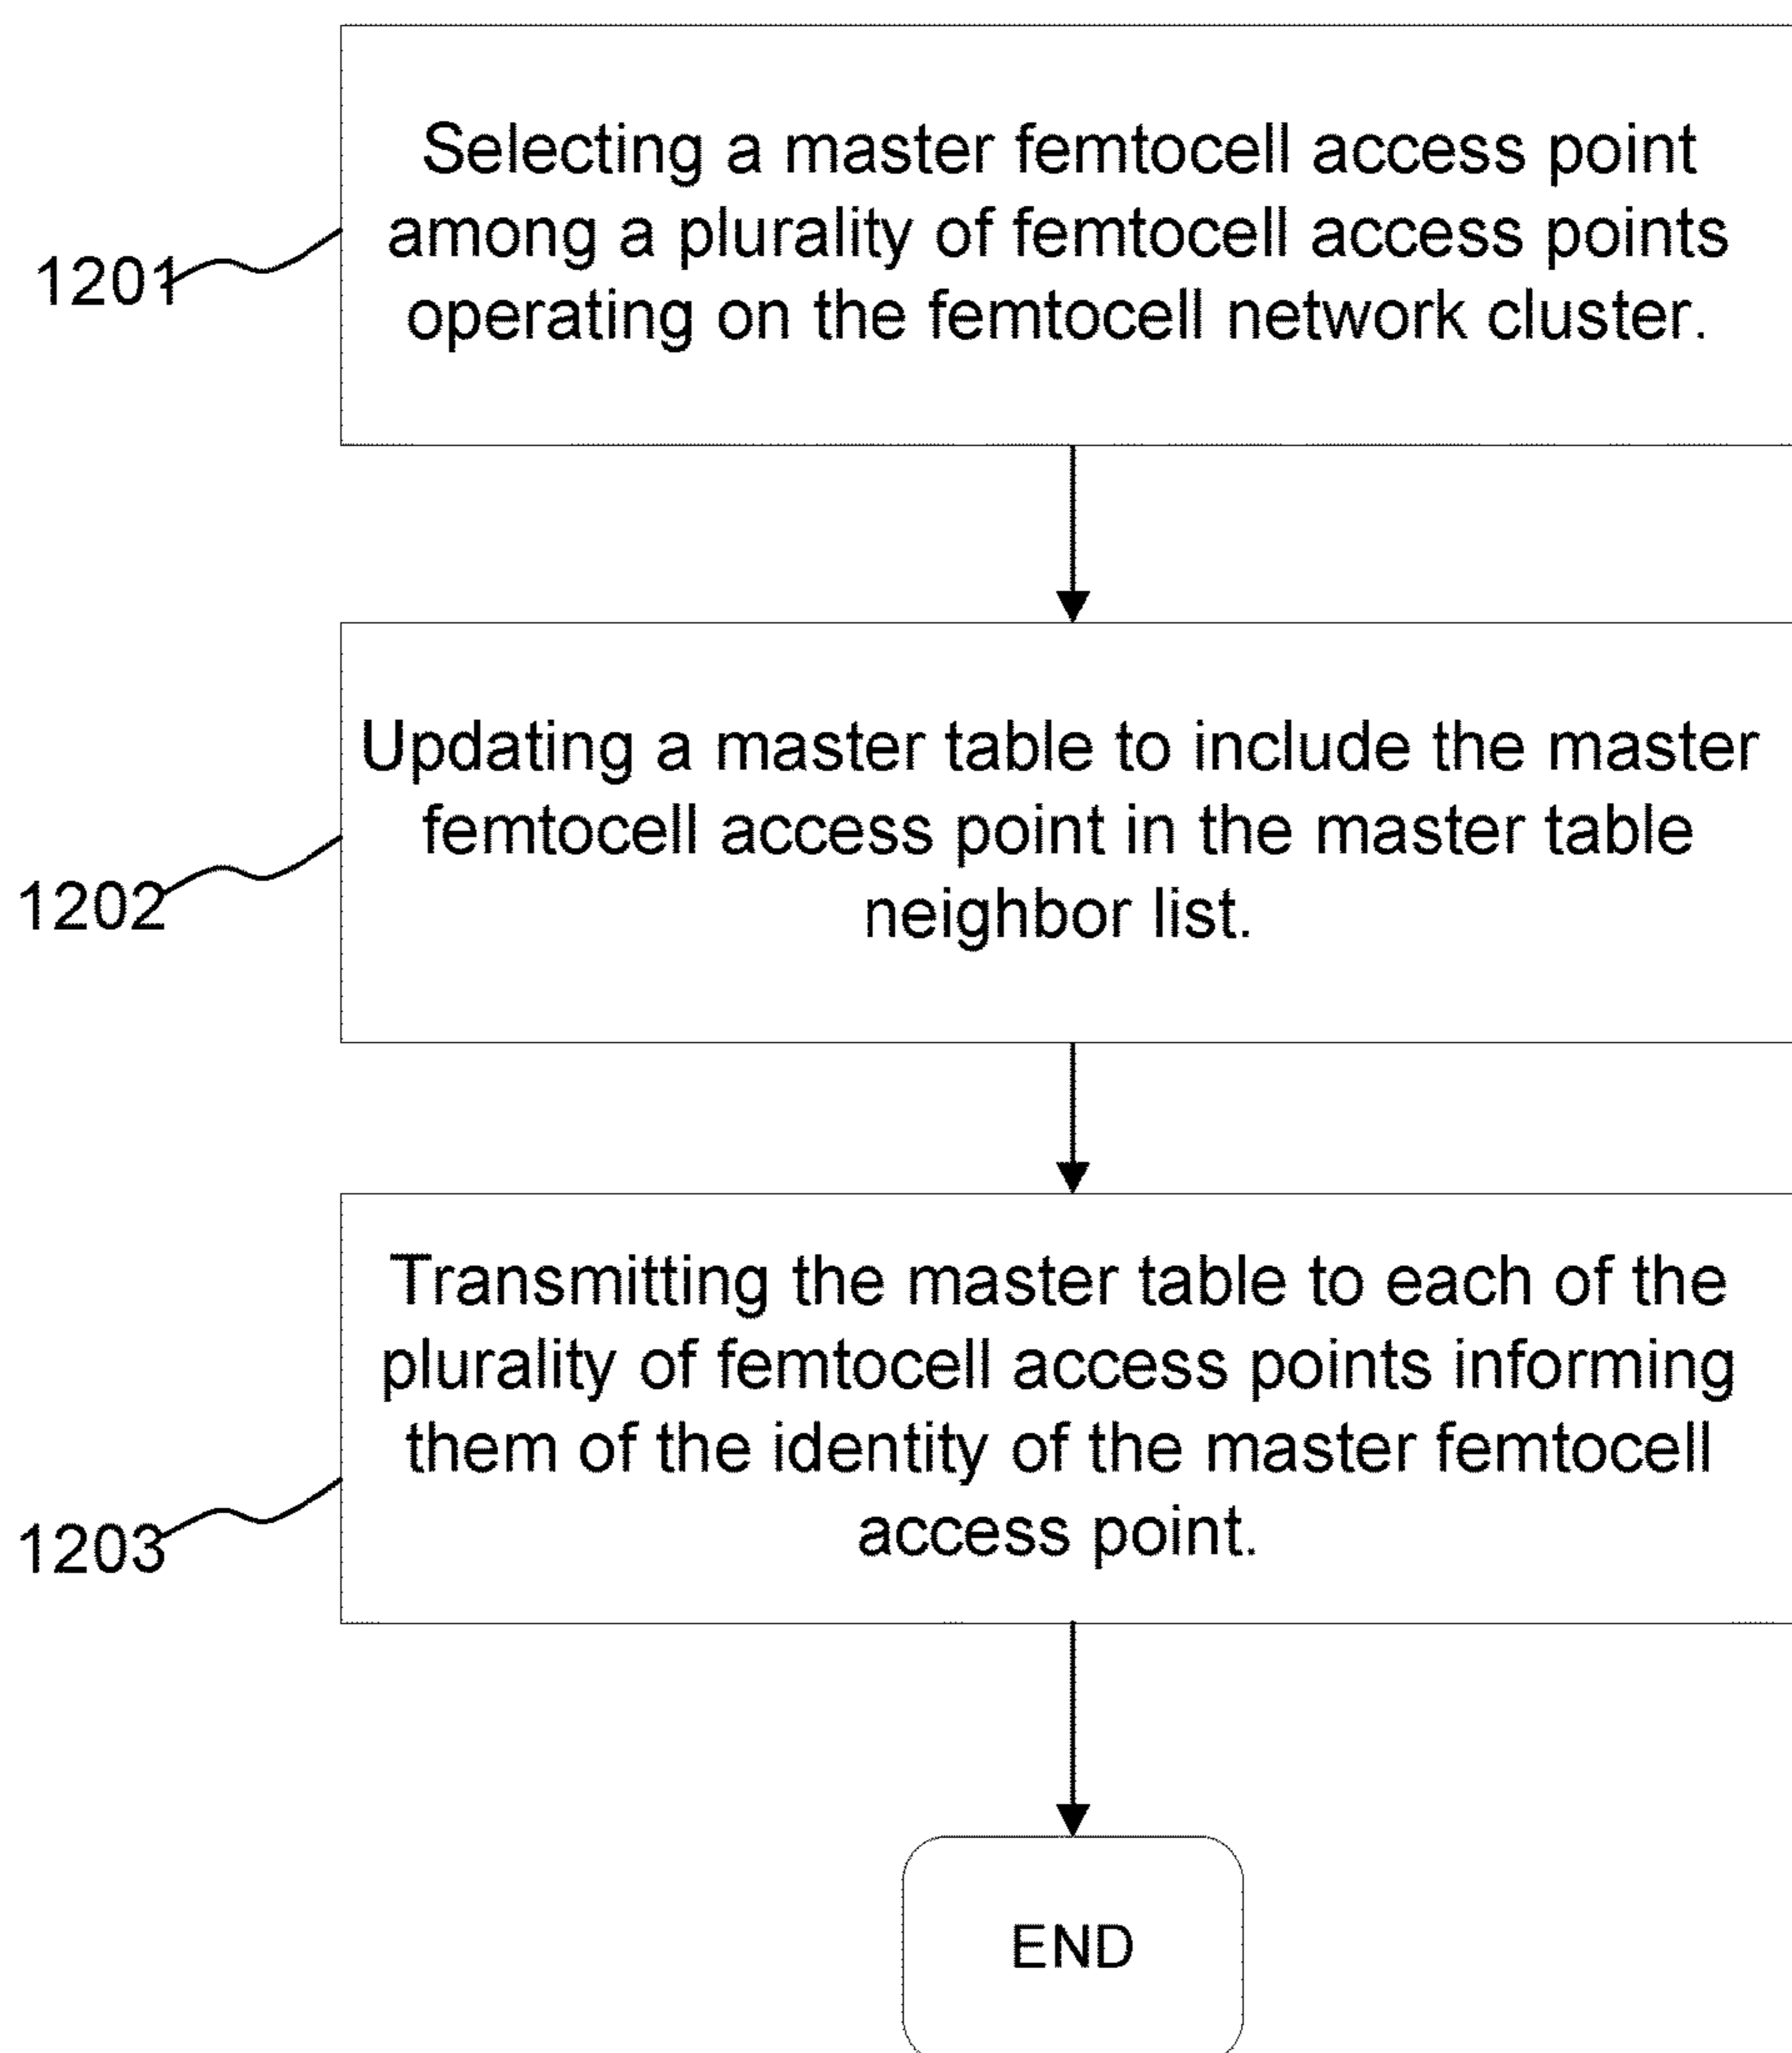 Selecting a master femtocell access point
among a plurality of femtocell access points
operating on the femtocell network cluster.
1201
Updating a master table to include the master
femtocell access point in the master table
neighbor list.
1202
Transmitting the master table to each of the
plurality of femtocell access points informing
them of the identity of the master femtocell
access point.
1203
END